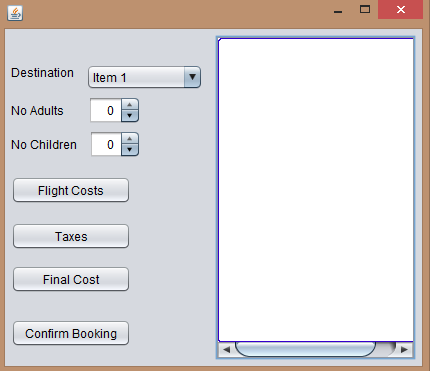 Destination
Item 1
No Adults
0
No Children
0
Flight Costs
Taxes
Final Cost
Confirm Booking